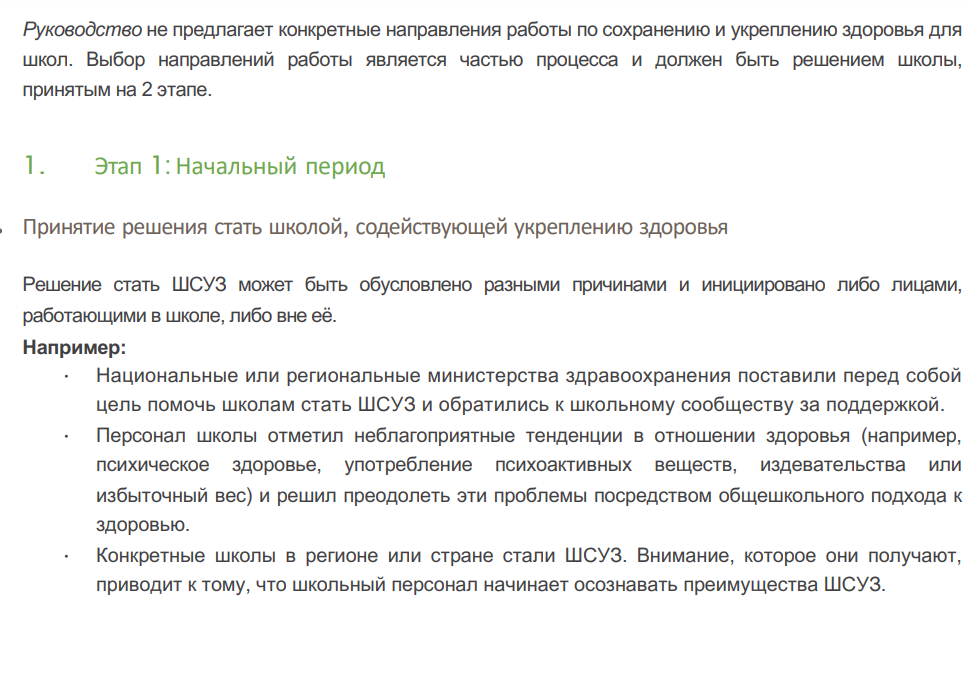 Руководство не предлагает конкретные направления работы по сохранению и укреплению здоровья для
школ. Выбор направлений работы является частью процесса и должен быть решением школы,
принятым на 2 этапе.
1. Этап 1: Начальный период
Принятие решения стать школой, содействующей укреплению здоровья
Решение стать ШСУЗ может быть обусловлено разными причинами и инициировано либо лицами,
работающими в школе, либо вне её.
Например:
· Национальные или региональные министерства здравоохранения поставили перед собой
цель помочь школам стать ШСУЗ и обратились к школьному сообществу за поддержкой.
· Персонал школы отметил неблагоприятные тенденции в отношении здоровья (например,
психическое здоровье, употребление психоактивных веществ, издевательства или
избыточный вес) и решил преодолеть эти проблемы посредством общешкольного подхода к
здоровью.
· Конкретные школы в регионе или стране стали ШСУЗ. Внимание, которое они получают,
приводит к тому, что школьный персонал начинает осознавать преимущества ШСУЗ.